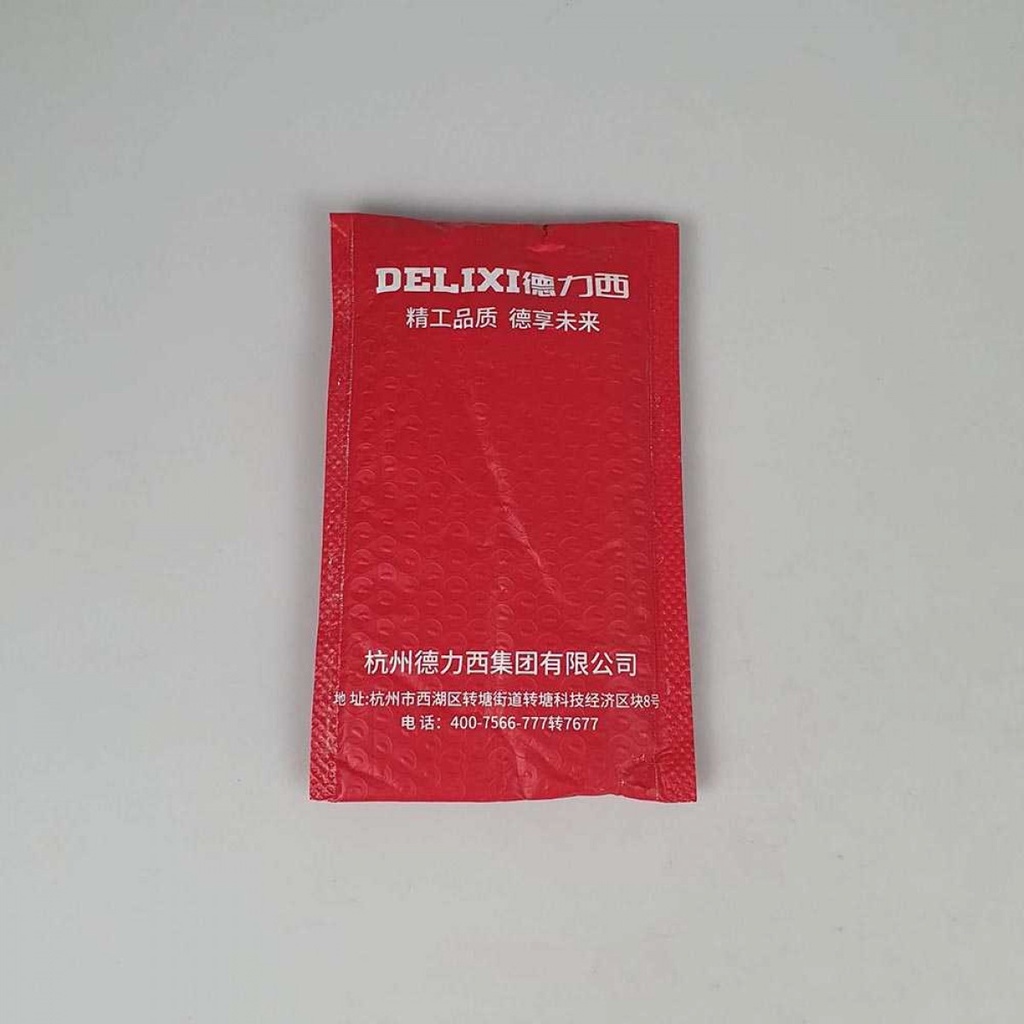 DELIXI德力西
精工品质 德享未来
杭州德力西集团有限公司
地 址:杭州市西湖区转塘街道转塘科技经济区块8号
电 话：400-7566-777转7677